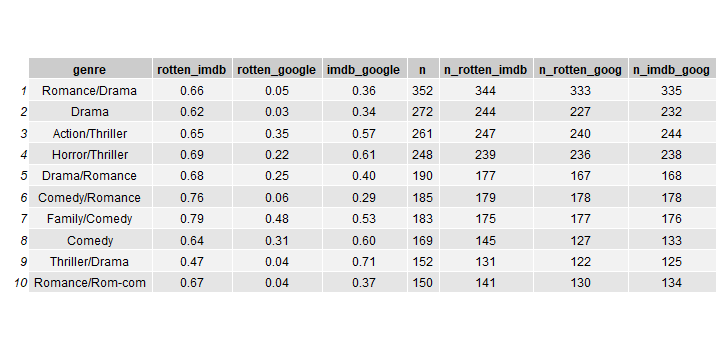 genre rotten_imdb rotten_google imdb_google n n_rotten_imdb n_rotten_goog n_imdb_goog
1 Romance/Drama 0.66 0.05 0.36 352 344 333 335
2 Drama 0.62 0.03 0.34 272 244 227 232
3 Action/Thriller 0.65 0.35 0.57 261 247 240 244
4 Horror/Thriller 0.69 0.22 0.61 248 239 236 238
5 Drama/Romance 0.68 0.25 0.40 190 177 167 168
6 Comedy/Romance 0.76 0.06 0.29 185 179 178 178
7 Family/Comedy 0.79 0.48 0.53 183 175 177 176
8 Comedy 0.64 0.31 0.60 169 145 127 133
9 Thriller/Drama 0.47 0.04 0.71 152 131 122 125
10 Romance/Rom-com 0.67 0.04 0.37 150 141 130 134